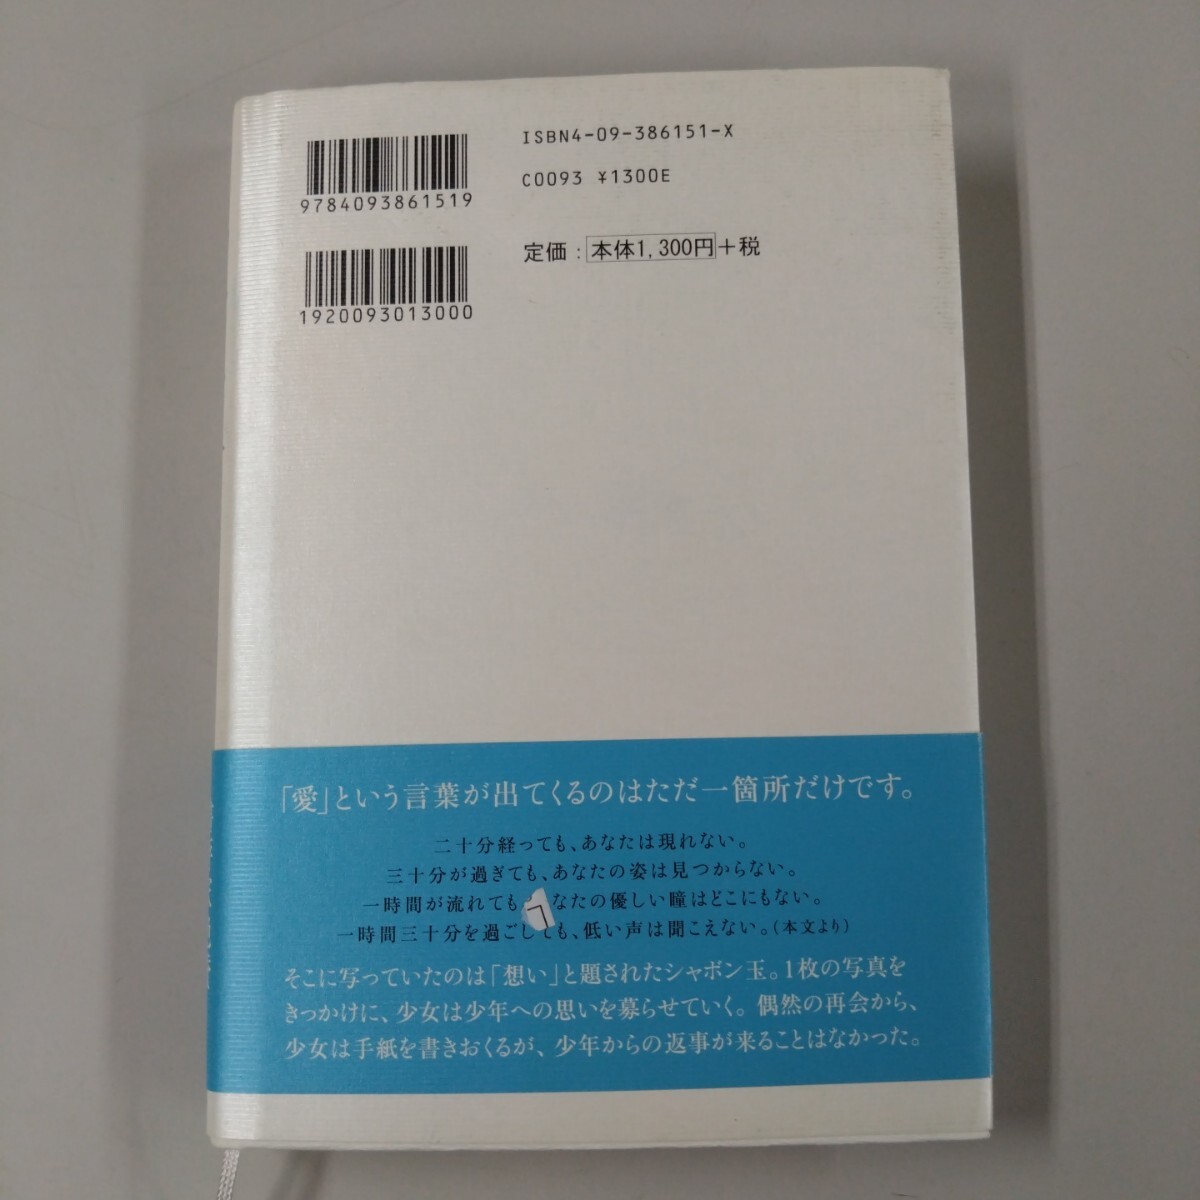 ISBN4-09-386151-X
C0093 ¥1300E
9784093861519
定価：本体1,300円+税
1920093013000
「愛」という言葉が出てくるのはただ一箇所だけです。
二十分経っても、あなたは現れない。
三十分が過ぎても、あなたの姿は見つからない。
一時間が流れても なたの優しい瞳はどこにもない。
一時間三十分を過ごしても、低い声は聞こえない。(本文より)
そこに写っていたのは「想い」と題されたシャボン玉。1枚の写真を
きっかけに、少女は少年への思いを募らせていく。偶然の再会から、
少女は手紙を書きおくるが、少年からの返事が来ることはなかった。